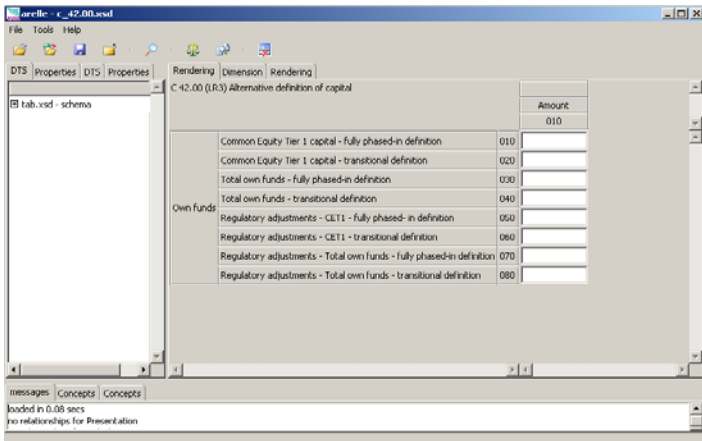 arelle - c_42.00.xsd
File Tools Help
DTS Properties DTS Properties
Rendering Dimension Rendering
C 42.00 (LR3) Alternative definition of capital
tab.xsd - schema
Amount
010
Own funds
Common Equity Tier 1 capital - fully phased-in definition 010
Common Equity Tier 1 capital - transitional definition 020
Total own funds - fully phased-in definition 030
Total own funds - transitional definition 040
Regulatory adjustments - CET1 - fully phased- in definition 050
Regulatory adjustments - CET1 - transitional definition 060
Regulatory adjustments - Total own funds - fully phased-in definition 070
Regulatory adjustments - Total own funds - transitional definition 080
messages Concepts Concepts
loaded in 0.08 secs
no relationships for Presentation